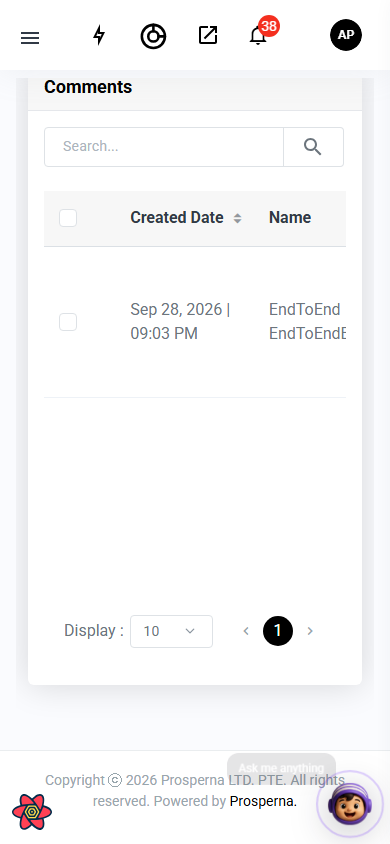 38
AP
Comments
Search...
Created Date
Name
Sep 28, 2026 |
09:03 PM
EndToEnd
Display :
10
1
Ask me anything
Copyright © 2026 Prosperna LTD. PTE. All rights
reserved. Powered by Prosperna.